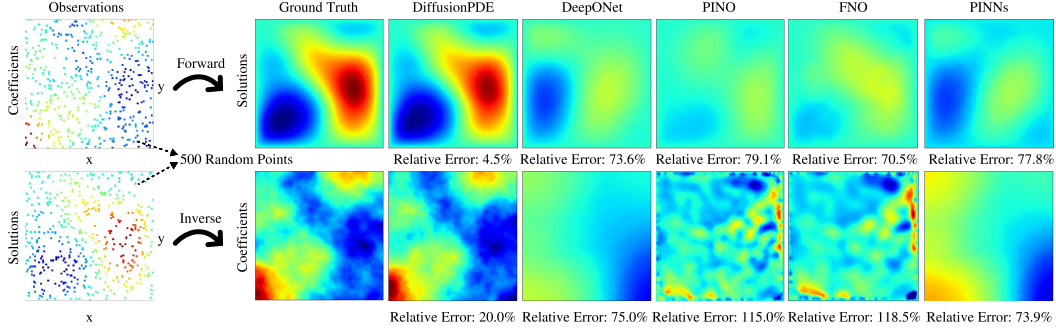 Observations
Ground Truth
DiffusionPDE
DeepONet
PINO
FNO
PINNs
Coefficients
y
x
Forward
Solutions
500 Random Points
Relative Error: 4.5%
Relative Error: 73.6%
Relative Error: 79.1%
Relative Error: 70.5%
Relative Error: 77.8%
Solutions
y
x
Inverse
Coefficients
Relative Error: 20.0%
Relative Error: 75.0%
Relative Error: 115.0%
Relative Error: 118.5%
Relative Error: 73.9%